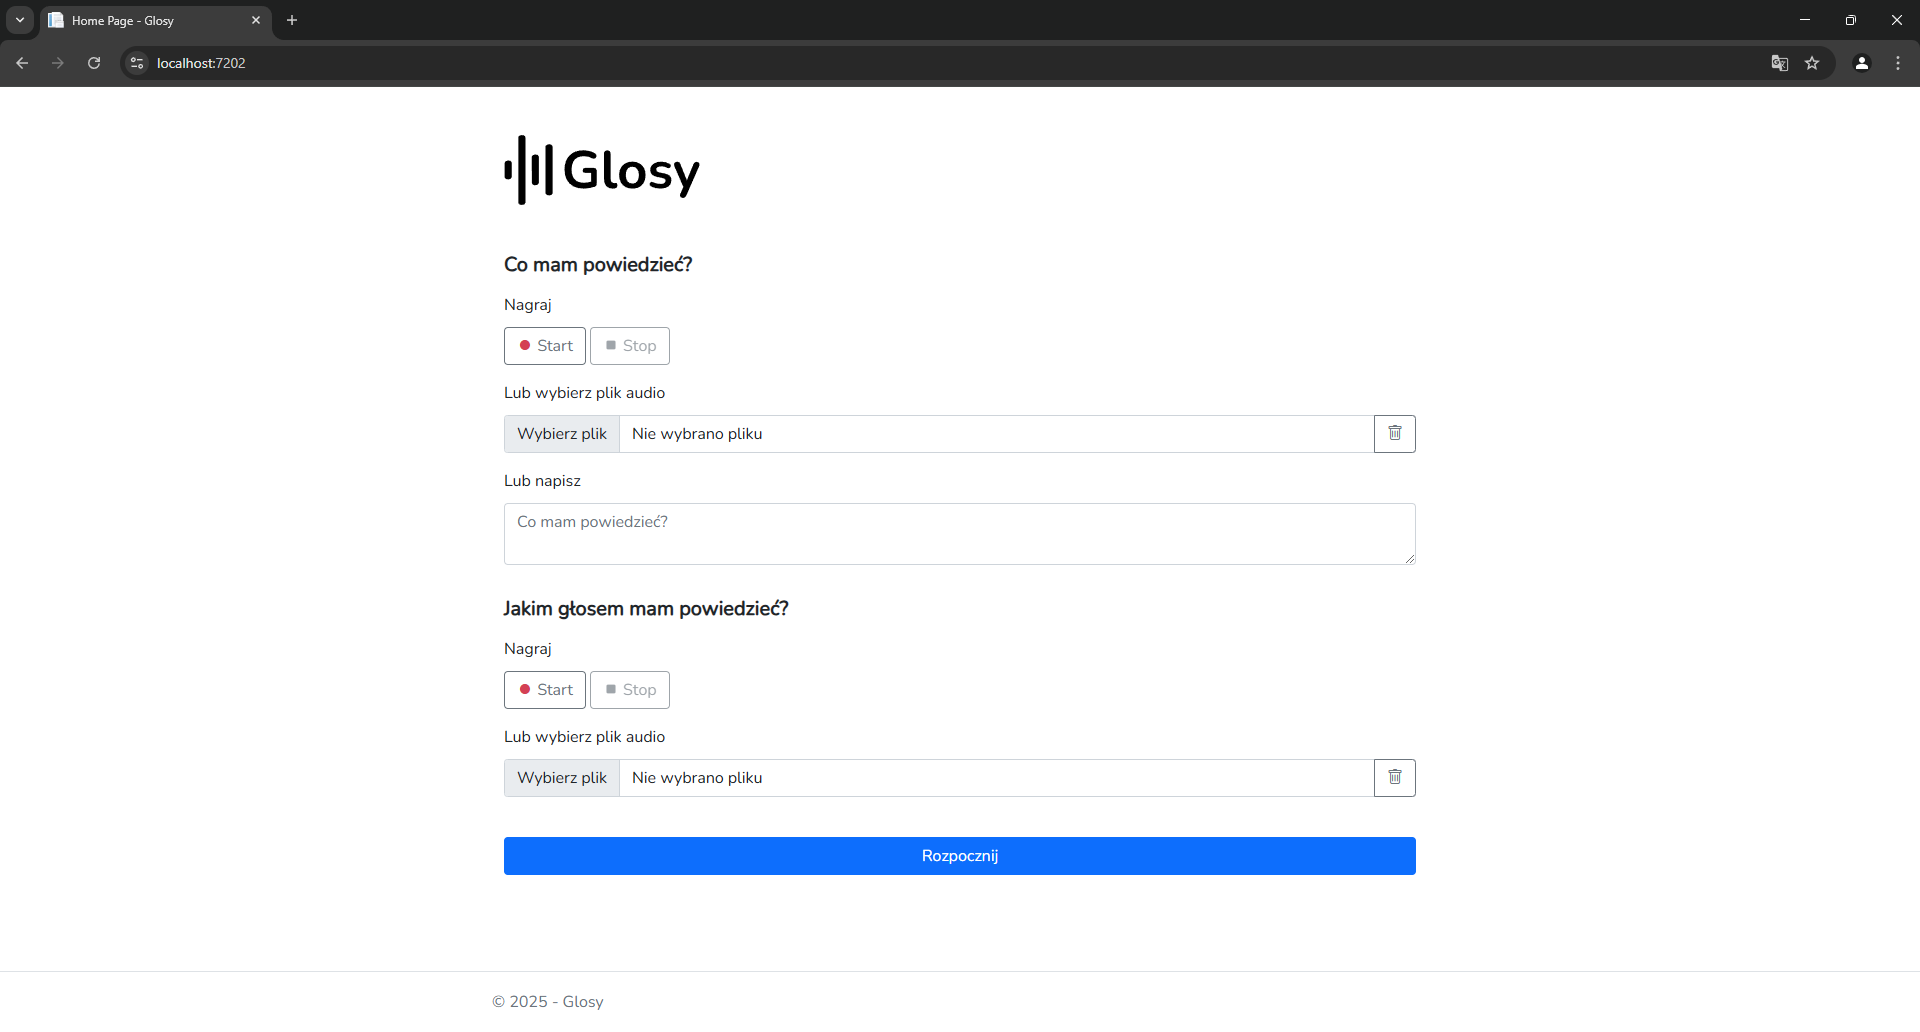 Home Page - Glosy
localhost:7202
Glosy
Co mam powiedzieć?
Nagraj
Start Stop
Lub wybierz plik audio
Wybierz plik Nie wybrano pliku
Lub napisz
Co mam powiedzieć?
Jakim głosem mam powiedzieć?
Nagraj
Start Stop
Lub wybierz plik audio
Wybierz plik Nie wybrano pliku
Rozpocznij
© 2025 - Glosy